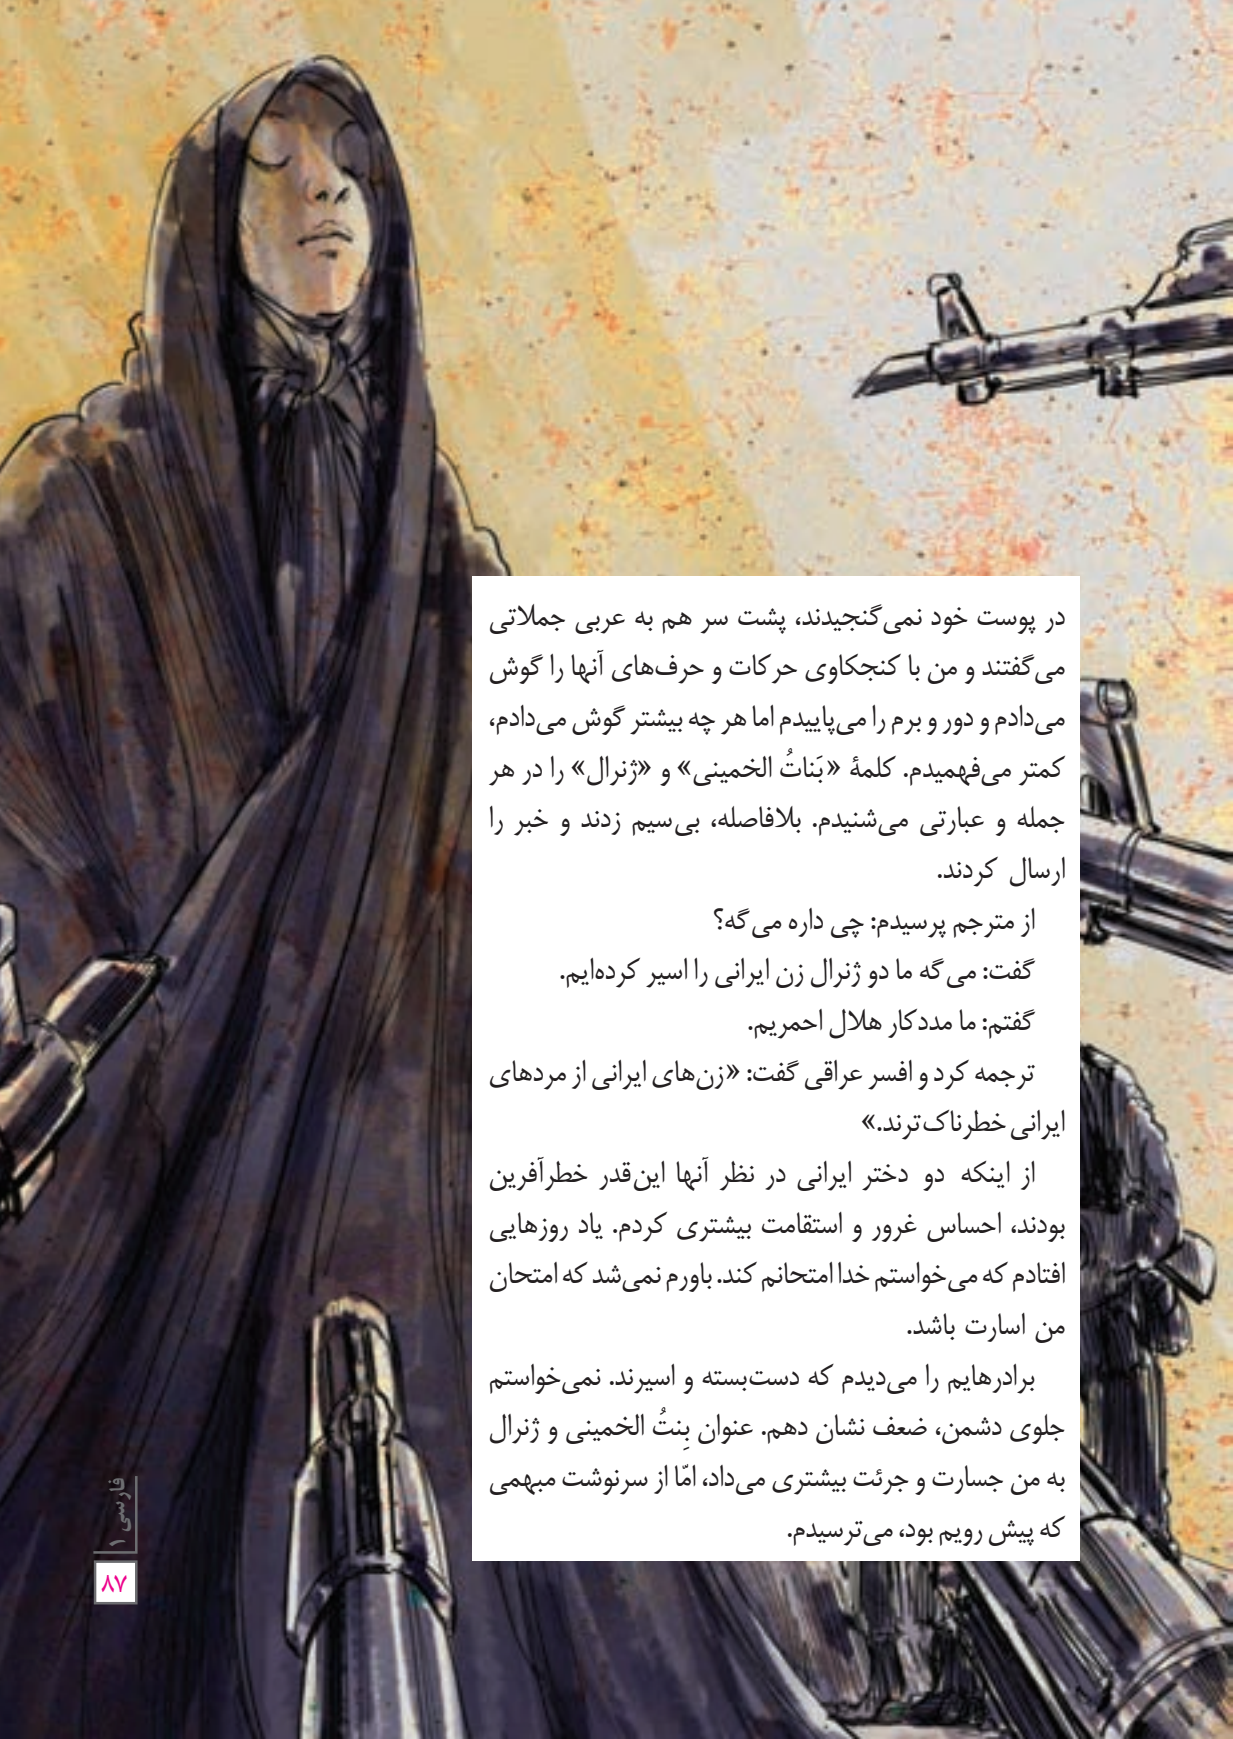 در پوست خود نمی‌گنجیدند، پشت سر هم به عربی جملاتی
می‌گفتند و من با کنجکاوی حرکات و حرف‌های آنها را گوش
می‌دادم و دور و برم را می‌پاییدم اما هر چه بیشتر گوش می‌دادم،
کمتر می‌فهمیدم. کلمهٔ «بَناتُ الخمینی» و «ژنرال» را در هر
جمله و عبارتی می‌شنیدم. بلافاصله، بی‌سیم زدند و خبر را
ارسال کردند.
از مترجم پرسیدم: چی داره می‌گه؟
گفت: می‌گه ما دو ژنرال زن ایرانی را اسیر کرده‌ایم.
گفتم: ما مددکار هلال احمریم.
ترجمه کرد و افسر عراقی گفت: «زن‌های ایرانی از مردهای
ایرانی خطرناک‌ترند.»
از اینکه دو دختر ایرانی در نظر آنها این‌قدر خطرآفرین
بودند، احساس غرور و استقامت بیشتری کردم. یاد روزهایی
افتادم که می‌خواستم خدا امتحانم کند. باورم نمی‌شد که امتحان
من اسارت باشد.
برادرهایم را می‌دیدم که دست‌بسته و اسیرند. نمی‌خواستم
جلوی دشمن، ضعف نشان دهم. عنوان بِنتُ الخمینی و ژنرال
به من جسارت و جرئت بیشتری می‌داد، امّا از سرنوشت مبهمی
که پیش رویم بود، می‌ترسیدم.
فارسی ۱
۸۷